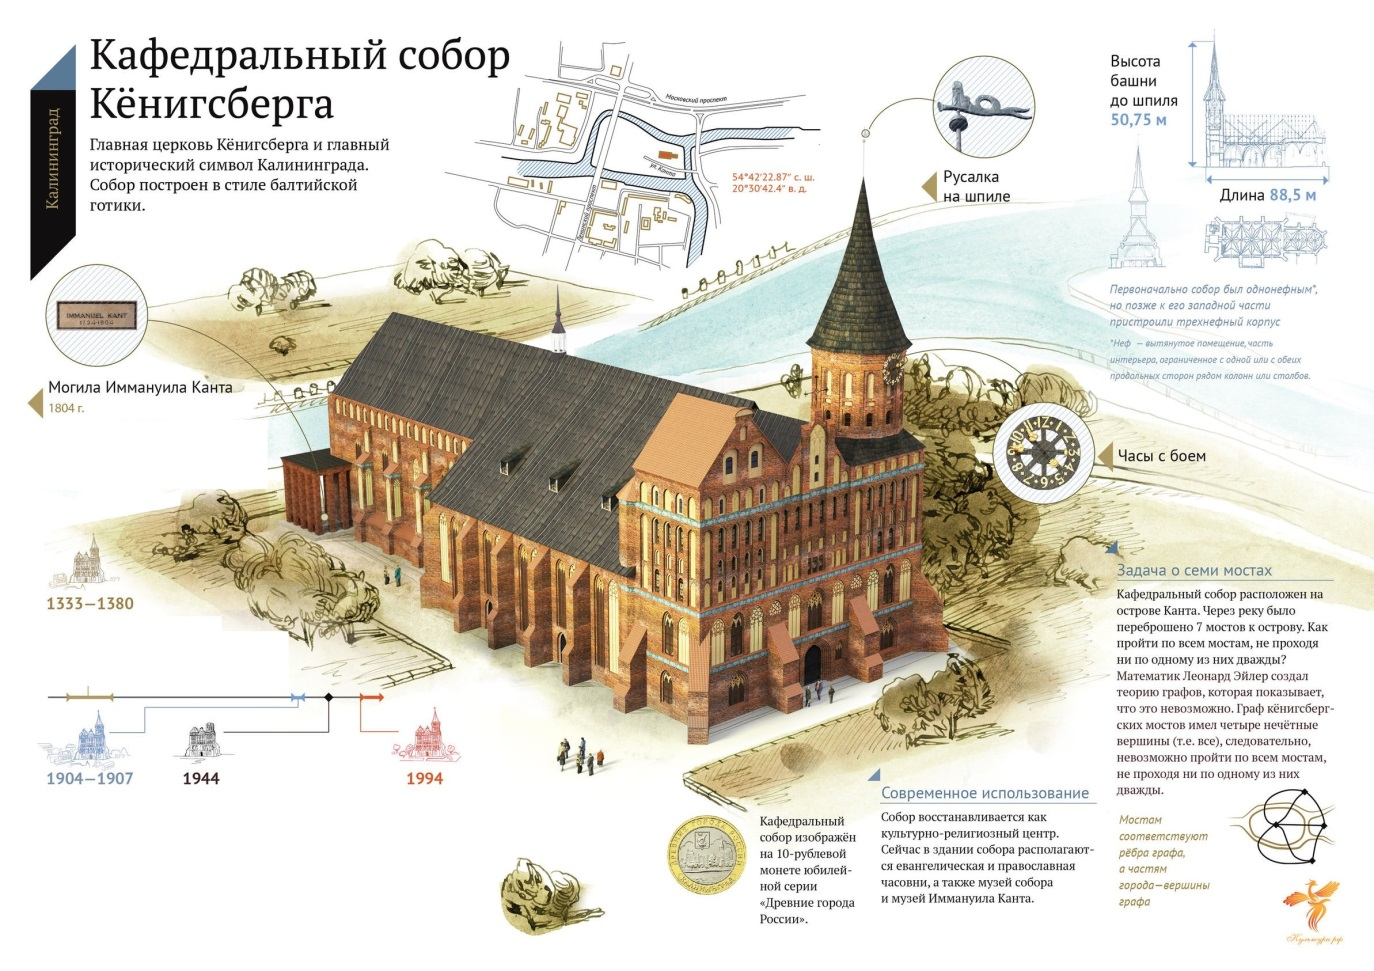 Калининград
Кафедральный собор
Кёнигсберга
Главная церковь Кёнигсберга и главный
исторический символ Калининграда.
Собор построен в стиле балтийской
готики.
Московский проспект
ул. Канта
Ленинский проспект
54°42'22.87" с. ш.
20°30'42.4" в. д.
Русалка
на шпиле
Высота
башни
до шпиля
50,75 м
Длина 88,5 м
Первоначально собор был однонефным*,
но позже к его западной части
пристроили трехнефный корпус
*Неф — вытянутое помещение, часть
интерьера, ограниченное с одной или с обеих
продольных сторон рядом колонн или столбов.
IMMANUEL KANT
1724-1804
Могила Иммануила Канта
1804 г.
Часы с боем
1333—1380
1904—1907
1944
1994
Задача о семи мостах
Кафедральный собор расположен на
острове Канта. Через реку было
переброшено 7 мостов к острову. Как
пройти по всем мостам, не проходя
ни по одному из них дважды?
Математик Леонард Эйлер создал
теорию графов, которая показывает,
что это невозможно. Граф кёнигсберг-
ских мостов имел четыре нечётные
вершины (т.е. все), следовательно,
невозможно пройти по всем мостам,
не проходя ни по одному из них
дважды.
Мостам
соответствуют
рёбра графа,
а частям
города—вершины
графа
Современное использование
Собор восстанавливается как
культурно-религиозный центр.
Сейчас в здании собора располагают-
ся евангелическая и православная
часовни, а также музей собора
и музей Иммануила Канта.
Кафедральный
собор изображён
на 10-рублевой
монете юбилей-
ной серии
«Древние города
России».
Культура.рф